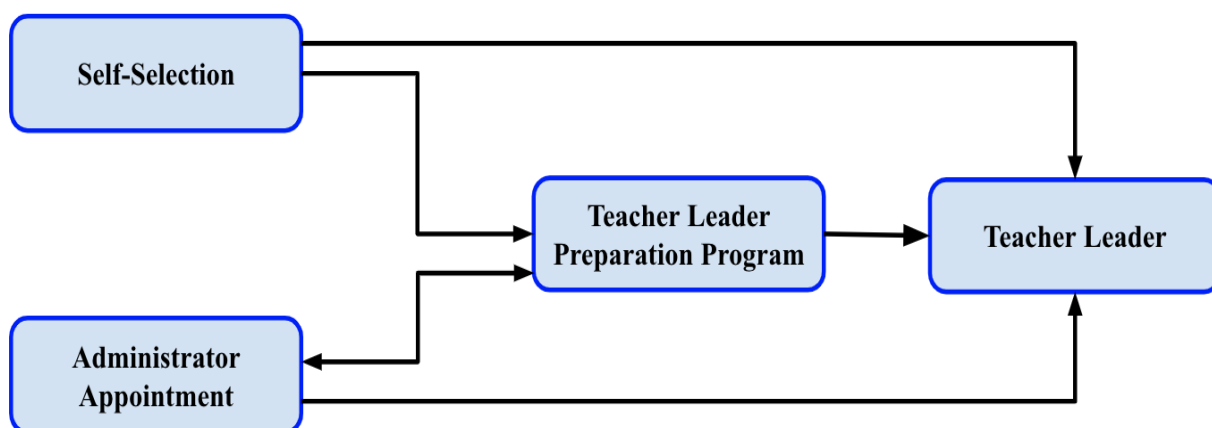 Self-Selection
Teacher Leader
Preparation Program
Teacher Leader
Administrator
Appointment